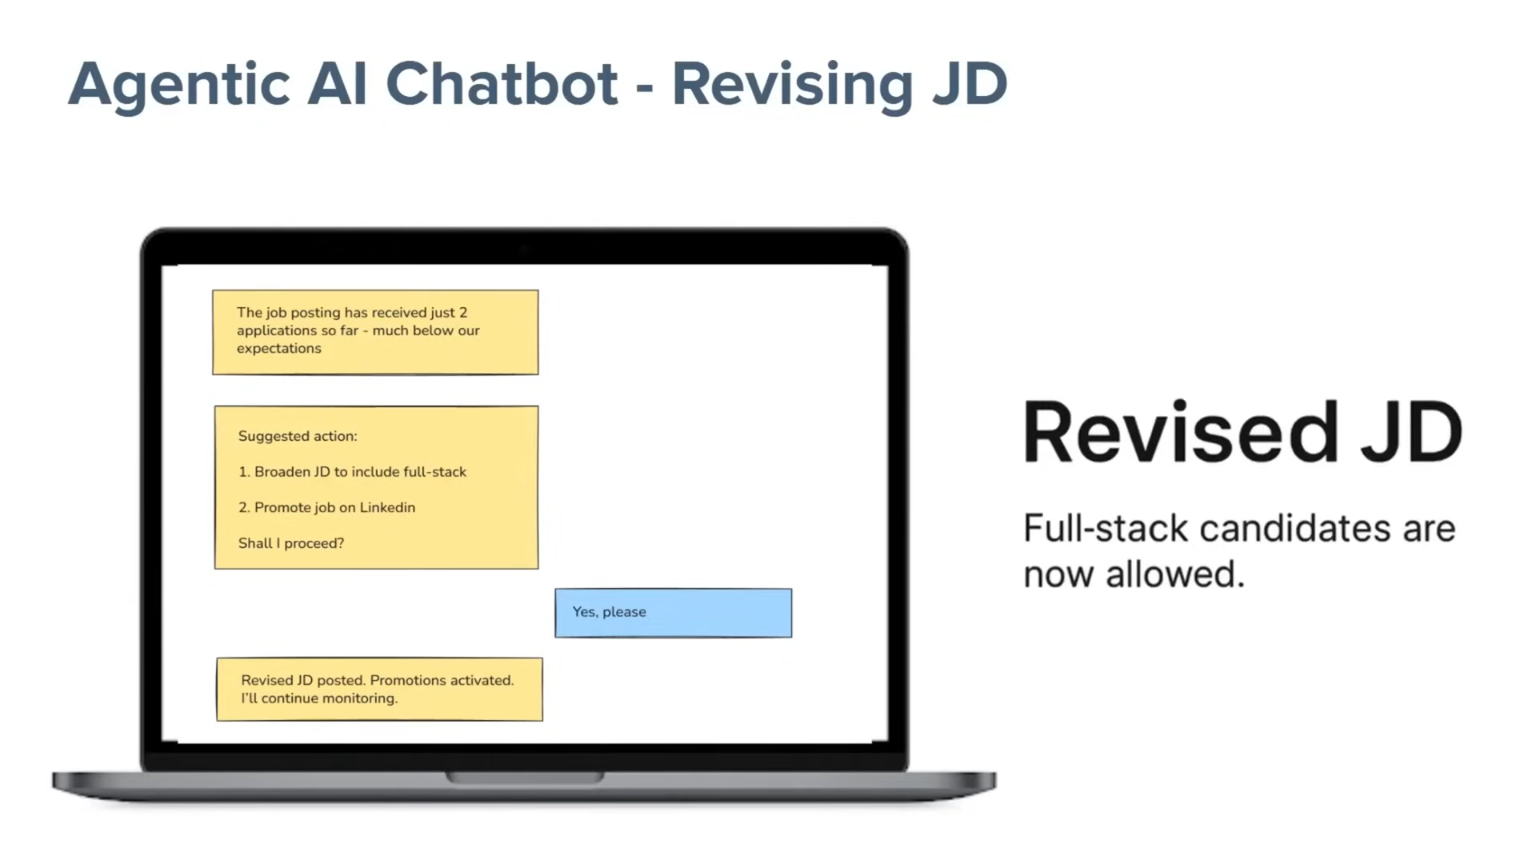 Agentic AI Chatbot - Revising JD
The job posting has received just 2
applications so far - much below our
expectations
Suggested action:
1. Broaden JD to include full-stack
2. Promote job on Linkedin
Shall I proceed?
Yes, please
Revised JD posted. Promotions activated.
I'll continue monitoring.
Revised JD
Full-stack candidates are
now allowed.